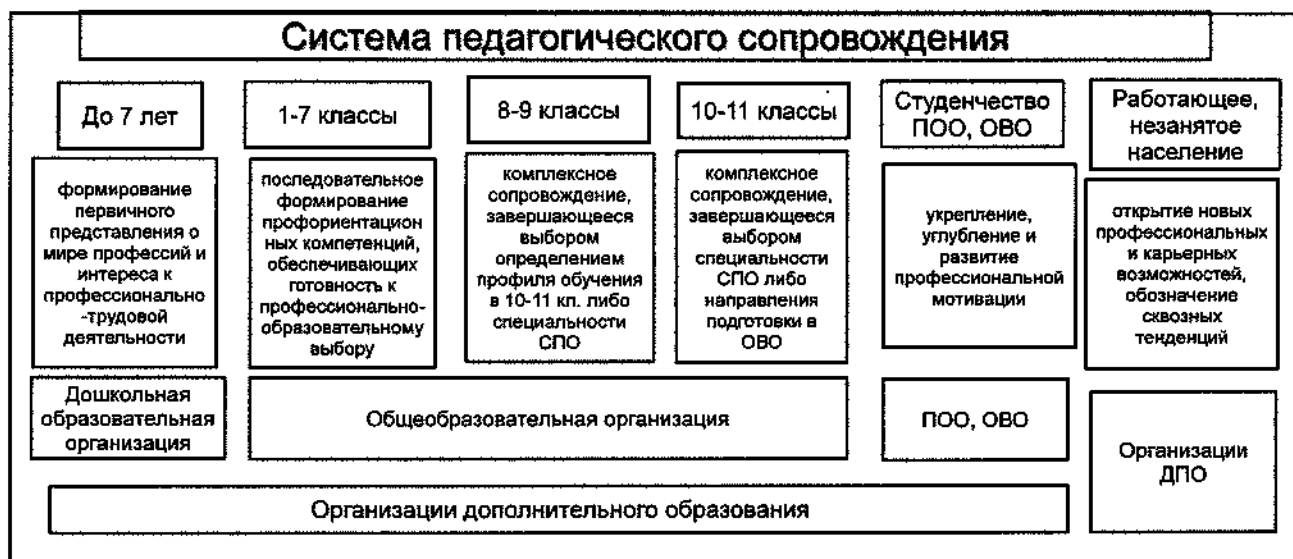 Система педагогического сопровождения
До 7 лет
1-7 классы
8-9 классы
10-11 классы
Студенчество
ПОО, ОВО
Работающее,
незанятое
население
формирование
первичного
представления о
мире профессий и
интереса к
профессионально
-трудовой
деятельности
последовательное
формирование
профориентацион
ных компетенций,
обеспечивающих
готовность к
профессионально-
образовательному
выбору
комплексное
сопровождение,
завершающееся
выбором
определением
профиля обучения
в 10-11 кл. либо
специальности
СПО
комплексное
сопровождение,
завершающееся
выбором
специальности
СПО либо
направления
подготовки в
ОВО
укрепление,
углубление и
развитие
профессиональной
мотивации
открытие новых
профессиональных
и карьерных
возможностей,
обозначение
сквозных
тенденций
Дошкольная
образовательная
организация
Общеобразовательная организация
ПОО, ОВО
Организации
ДПО
Организации дополнительного образования